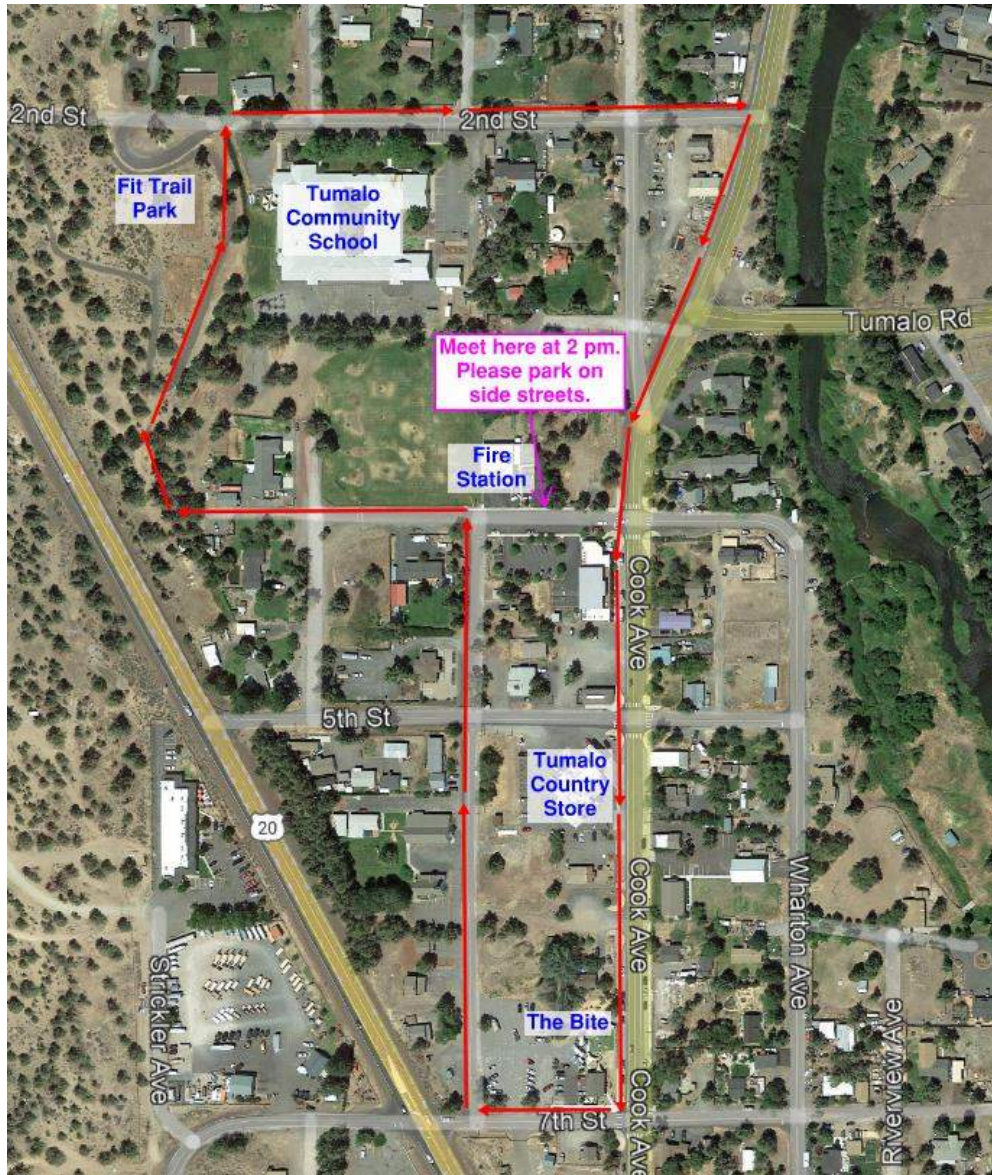 2nd St
2nd St
Fit Trail
Park
Tumalo
Community
School
Tumalo Rd
Meet here at 2 pm.
Please park on
side streets.
Fire
Station
Cook Ave
5th St
Tumalo
Country
Store
20
Cook Ave
Wharton Ave
Strickler Ave
The Bite
Riverview Ave
Cook Ave
7th St